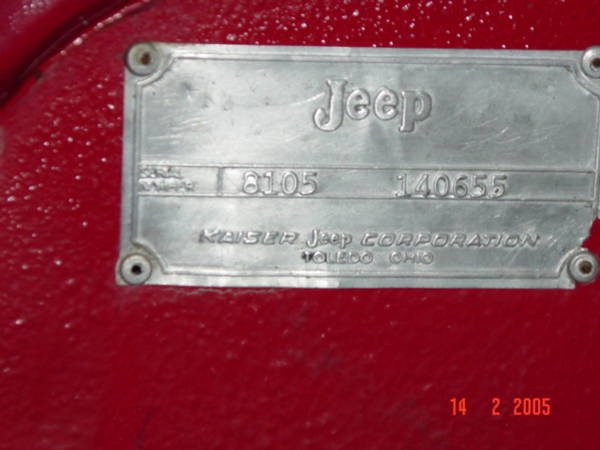 Jeep
SERIAL NUMBER 8105 140655
KAISER Jeep CORPORATION
TOLEDO OHIO
14 2 2005